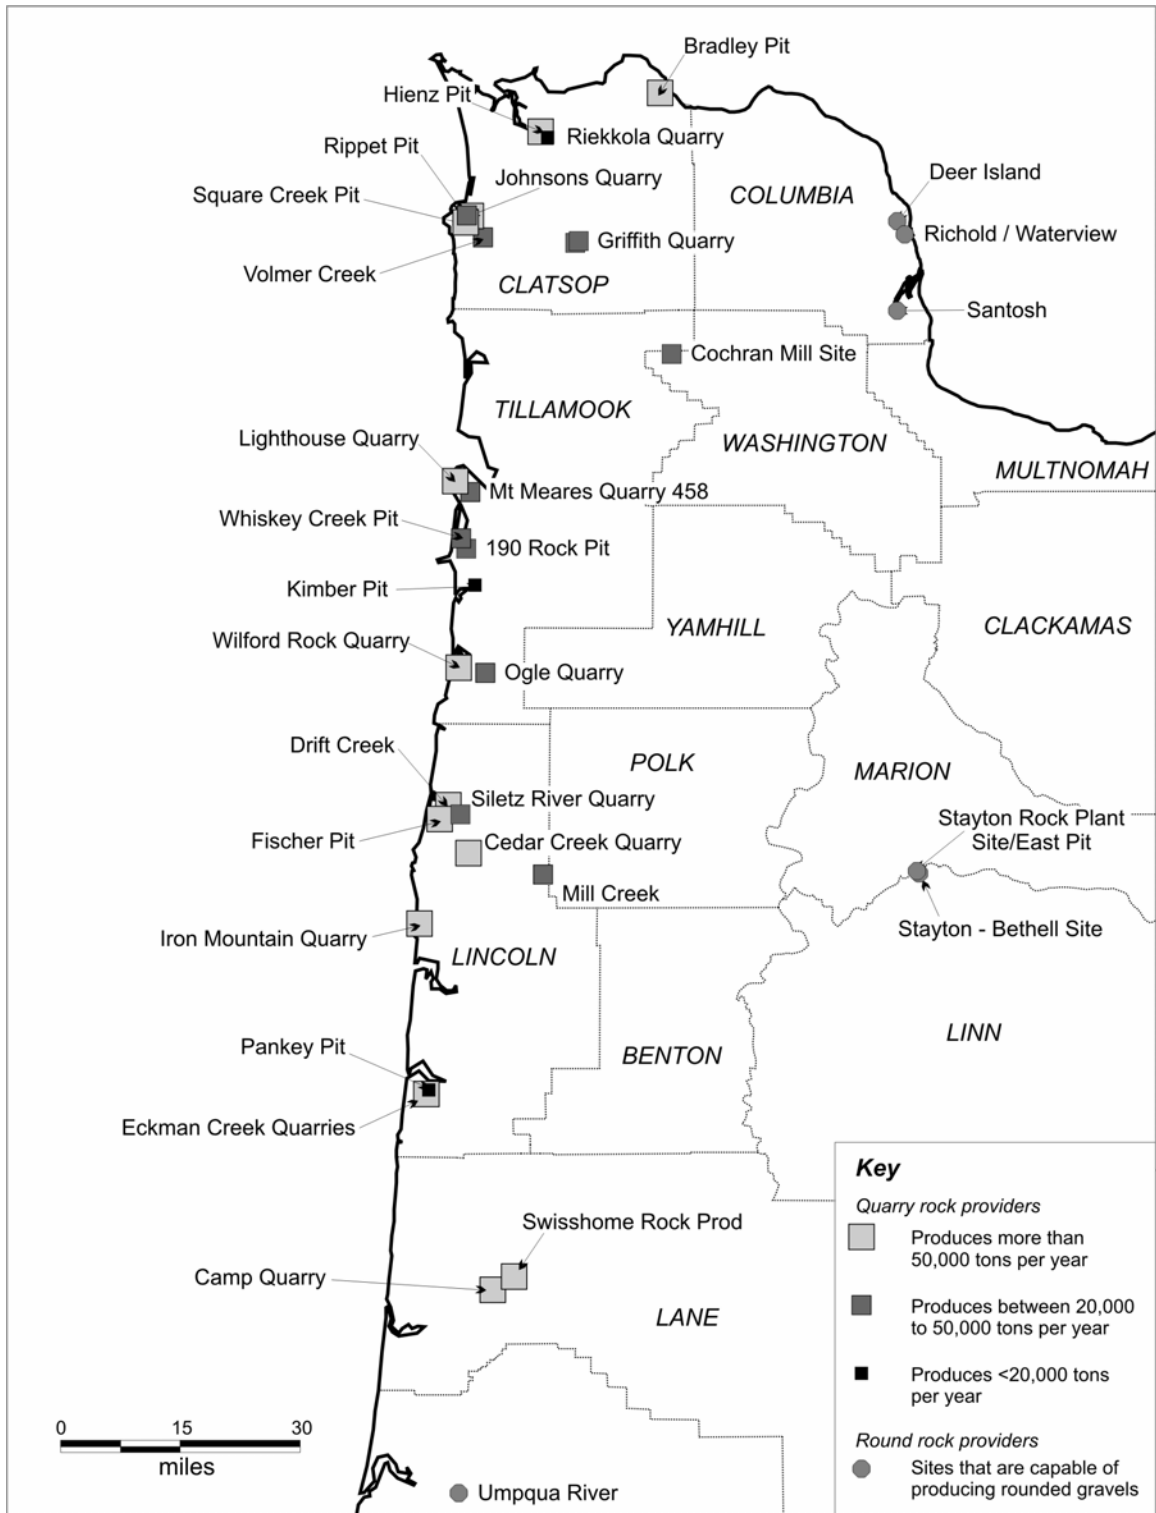 Bradley Pit
Hienz Pit
Riekkola Quarry
Rippet Pit
Johnsons Quarry
Square Creek Pit
COLUMBIA
Deer Island
Richold / Waterview
Griffith Quarry
Volmer Creek
CLATSOP
Santosh
Cochran Mill Site
TILLAMOOK
Lighthouse Quarry
WASHINGTON
MULTNOMAH
Mt Meares Quarry 458
Whiskey Creek Pit
190 Rock Pit
Kimber Pit
Wilford Rock Quarry
YAMHILL
CLACKAMAS
Ogle Quarry
Drift Creek
POLK
MARION
Siletz River Quarry
Stayton Rock Plant
Site/East Pit
Fischer Pit
Cedar Creek Quarry
Mill Creek
Stayton - Bethell Site
Iron Mountain Quarry
LINCOLN
LINN
Pankey Pit
BENTON
Eckman Creek Quarries
Swisshome Rock Prod
Camp Quarry
LANE
Umpqua River
0 15 30
miles
Key
Quarry rock providers
Produces more than
50,000 tons per year
Produces between 20,000
to 50,000 tons per year
Produces <20,000 tons
per year
Round rock providers
Sites that are capable of
producing rounded gravels